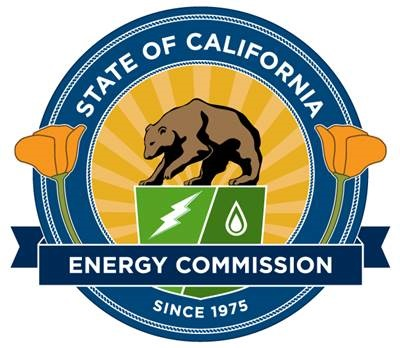 STATE OF CALIFORNIA
ENERGY COMMISSION
SINCE 1975